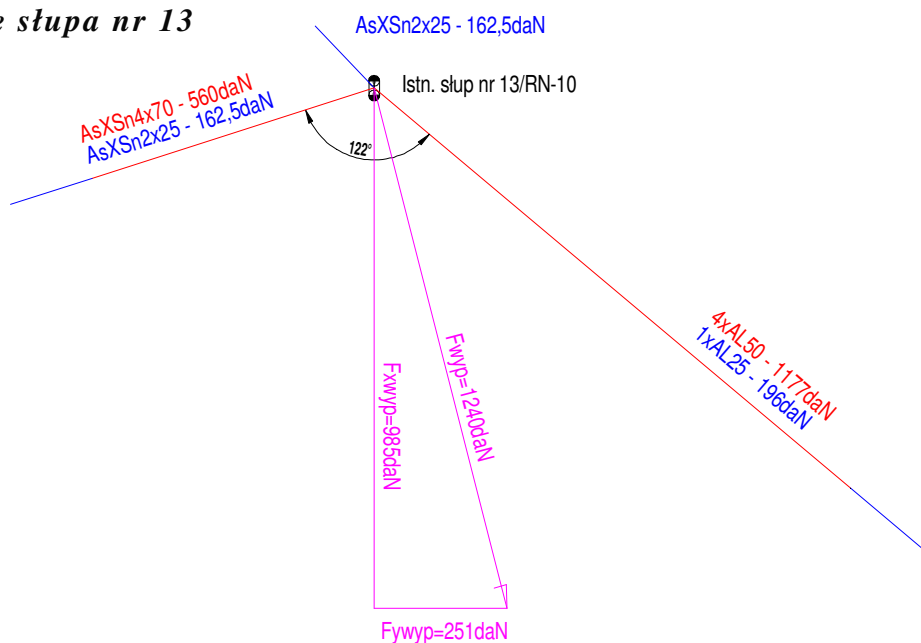 e słupa nr 13
AsXSn2x25 - 162,5daN
Istn. słup nr 13/RN-10
AsXSn4x70 - 560daN
AsXSn2x25 - 162,5daN
122°
4xAL50 - 1177daN
1xAL25 - 196daN
Fwyp=1240daN
Fxwyp=985daN
Fywyp=251daN